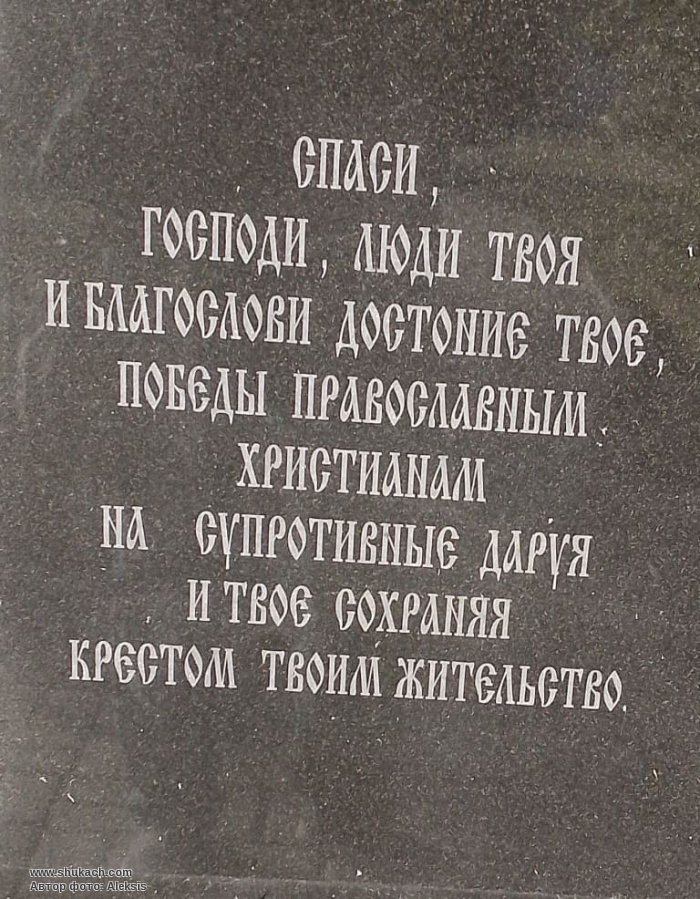 СПАСИ,
ГОСПОДИ, ЛЮДИ ТВОЯ
И БЛАГОСЛОВИ ДОСТОНИЕ ТВОЕ,
ПОБЕДЫ ПРАВОСЛАВНЫМ
ХРИСТИАНАМ
НА СУПРОТИВНЫЕ ДАРУЯ
И ТВОЕ СОХРАНЯЯ
КРЕСТОМ ТВОИМ ЖИТЕЛЬСТВО.
www.shukach.com
Автор фото: Aleksis